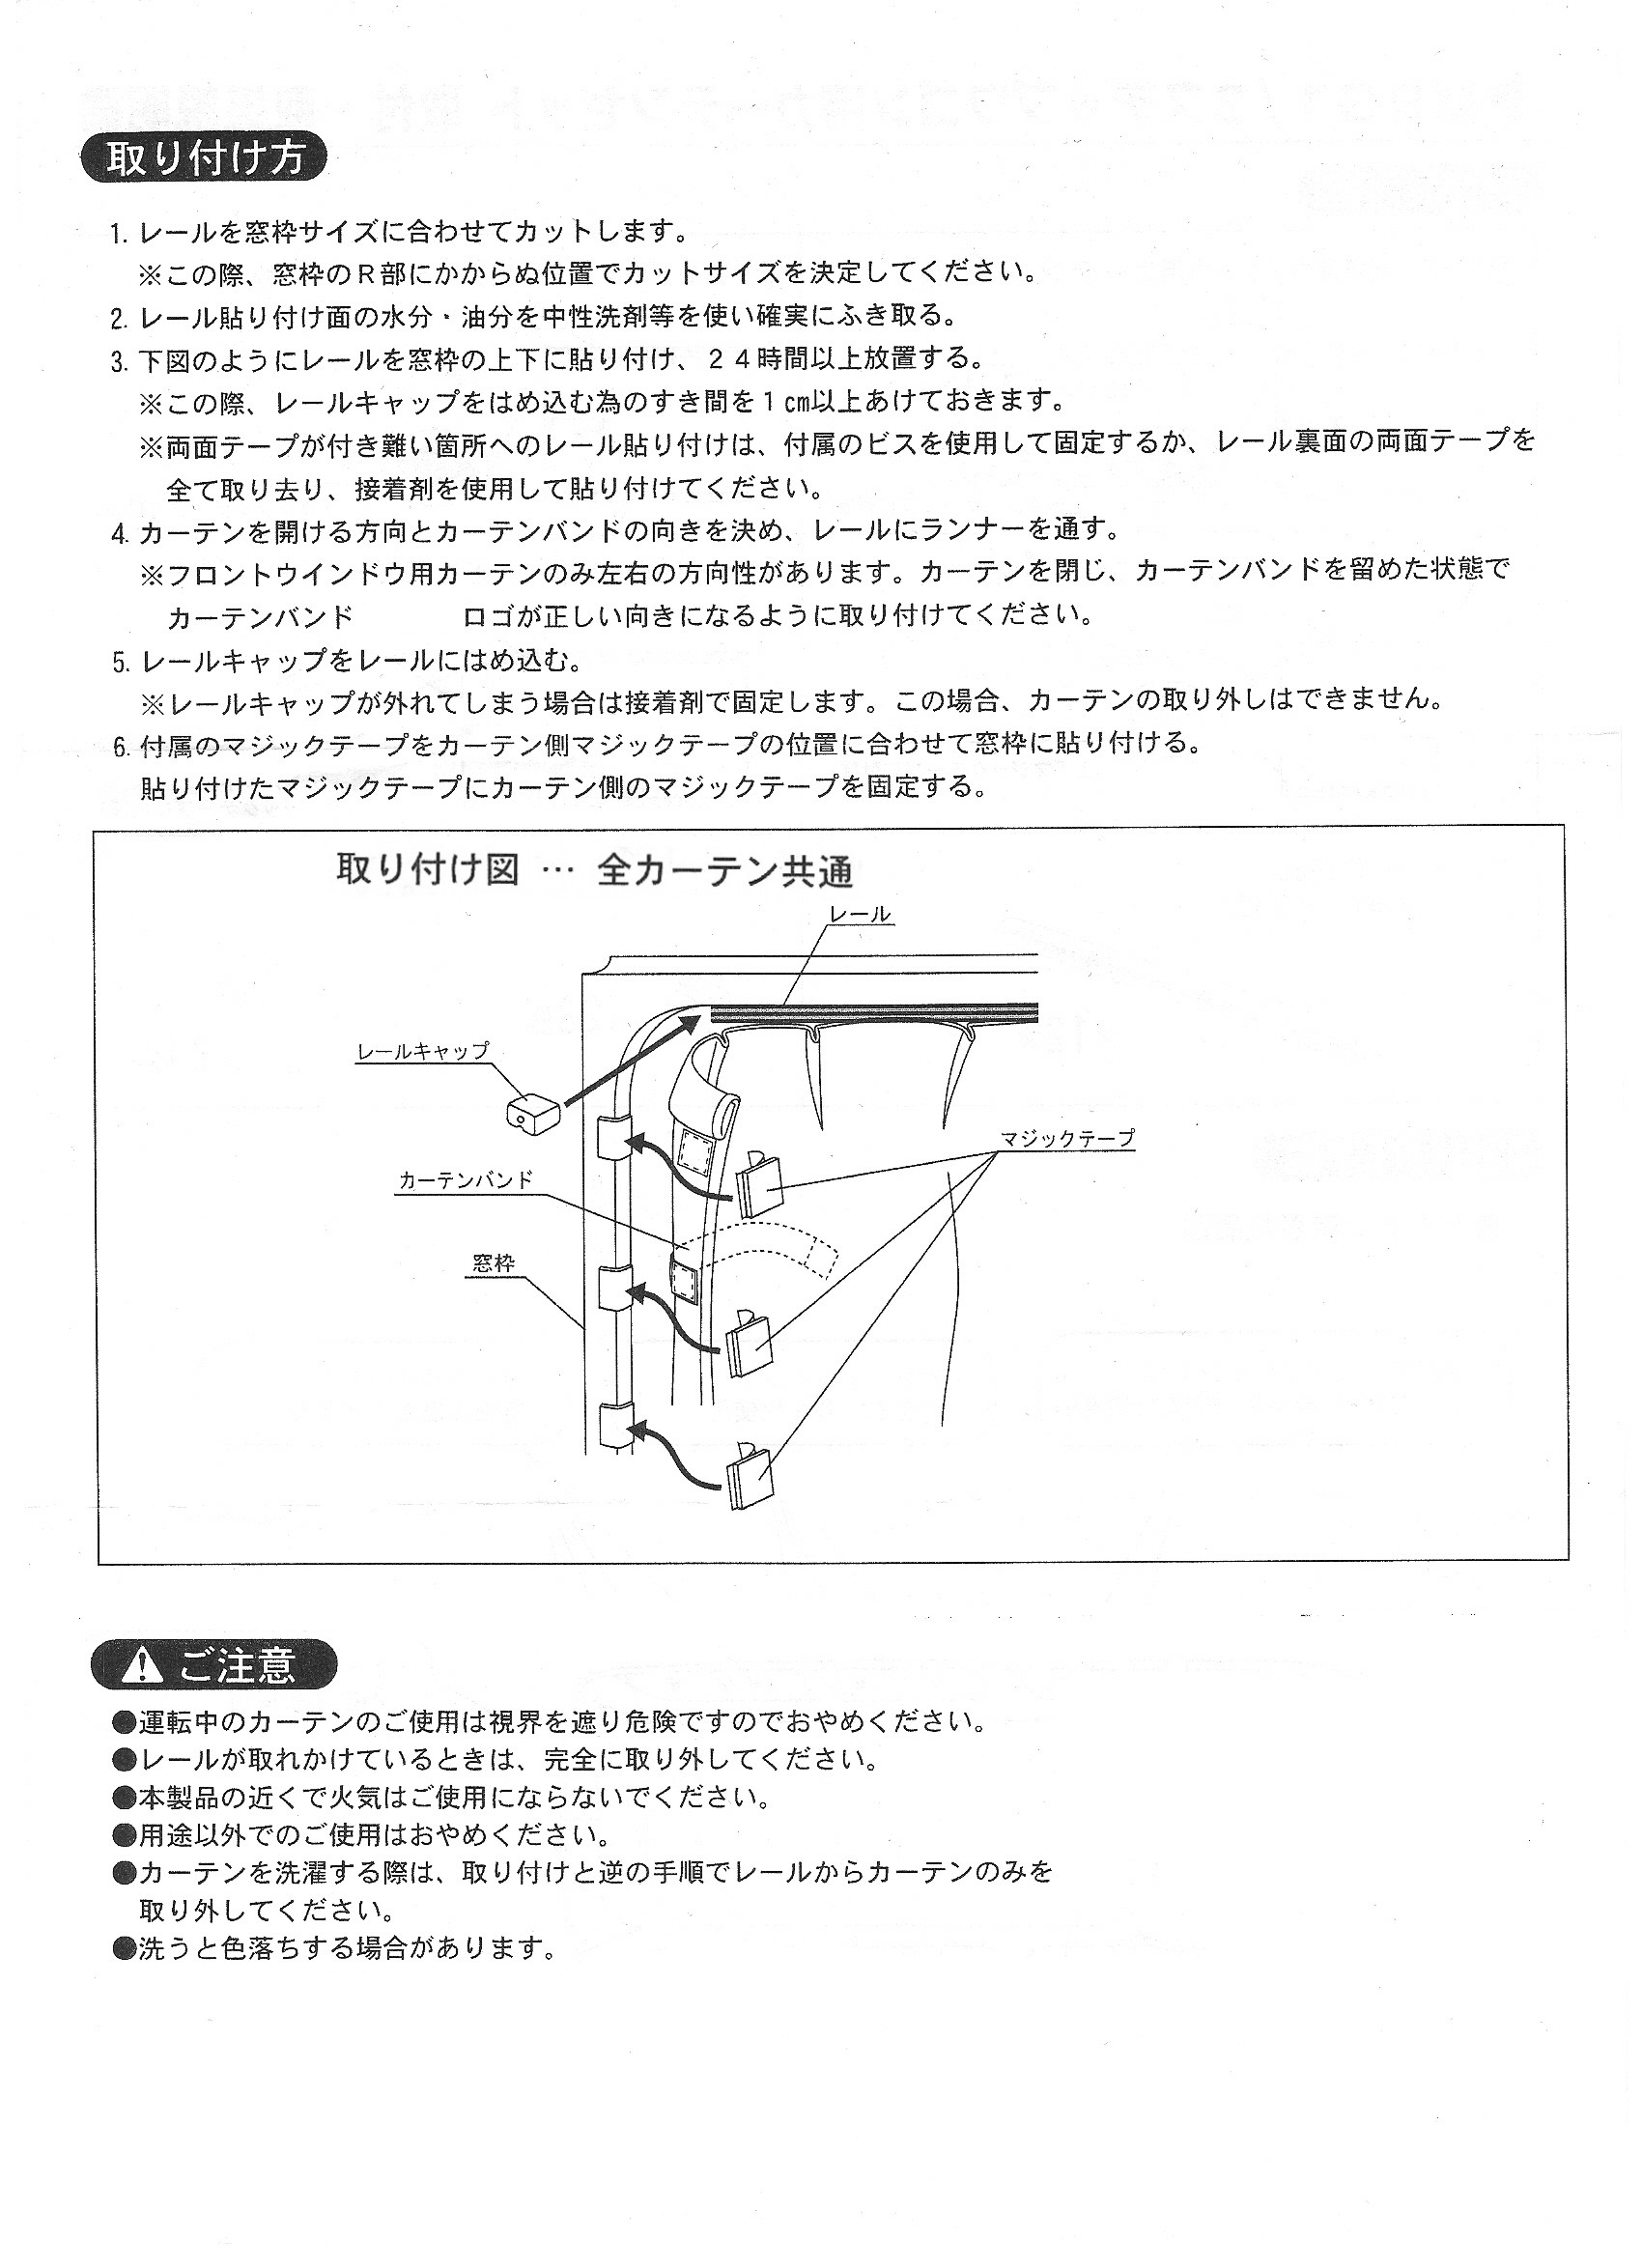 取り付け方
1. レールを窓枠サイズに合わせてカットします。
※この際、窓枠のＲ部にかからぬ位置でカットサイズを決定してください。
2. レール貼り付け面の水分・油分を中性洗剤等を使い確実にふき取る。
3. 下図のようにレールを窓枠の上下に貼り付け、２４時間以上放置する。
※この際、レールキャップをはめ込む為のすき間を１㎝以上あけておきます。
※両面テープが付き難い箇所へのレール貼り付けは、付属のビスを使用して固定するか、レール裏面の両面テープを
全て取り去り、接着剤を使用して貼り付けてください。
4. カーテンを開ける方向とカーテンバンドの向きを決め、レールにランナーを通す。
※フロントウインドウ用カーテンのみ左右の方向性があります。カーテンを閉じ、カーテンバンドを留めた状態で
カーテンバンド　　　　ロゴが正しい向きになるように取り付けてください。
5. レールキャップをレールにはめ込む。
※レールキャップが外れてしまう場合は接着剤で固定します。この場合、カーテンの取り外しはできません。
6. 付属のマジックテープをカーテン側マジックテープの位置に合わせて窓枠に貼り付ける。
貼り付けたマジックテープにカーテン側のマジックテープを固定する。
取り付け図 … 全カーテン共通
レール
レールキャップ
マジックテープ
カーテンバンド
窓枠
ご注意
●運転中のカーテンのご使用は視界を遮り危険ですのでおやめください。
●レールが取れかけているときは、完全に取り外してください。
●本製品の近くで火気はご使用にならないでください。
●用途以外でのご使用はおやめください。
●カーテンを洗濯する際は、取り付けと逆の手順でレールからカーテンのみを
取り外してください。
●洗うと色落ちする場合があります。